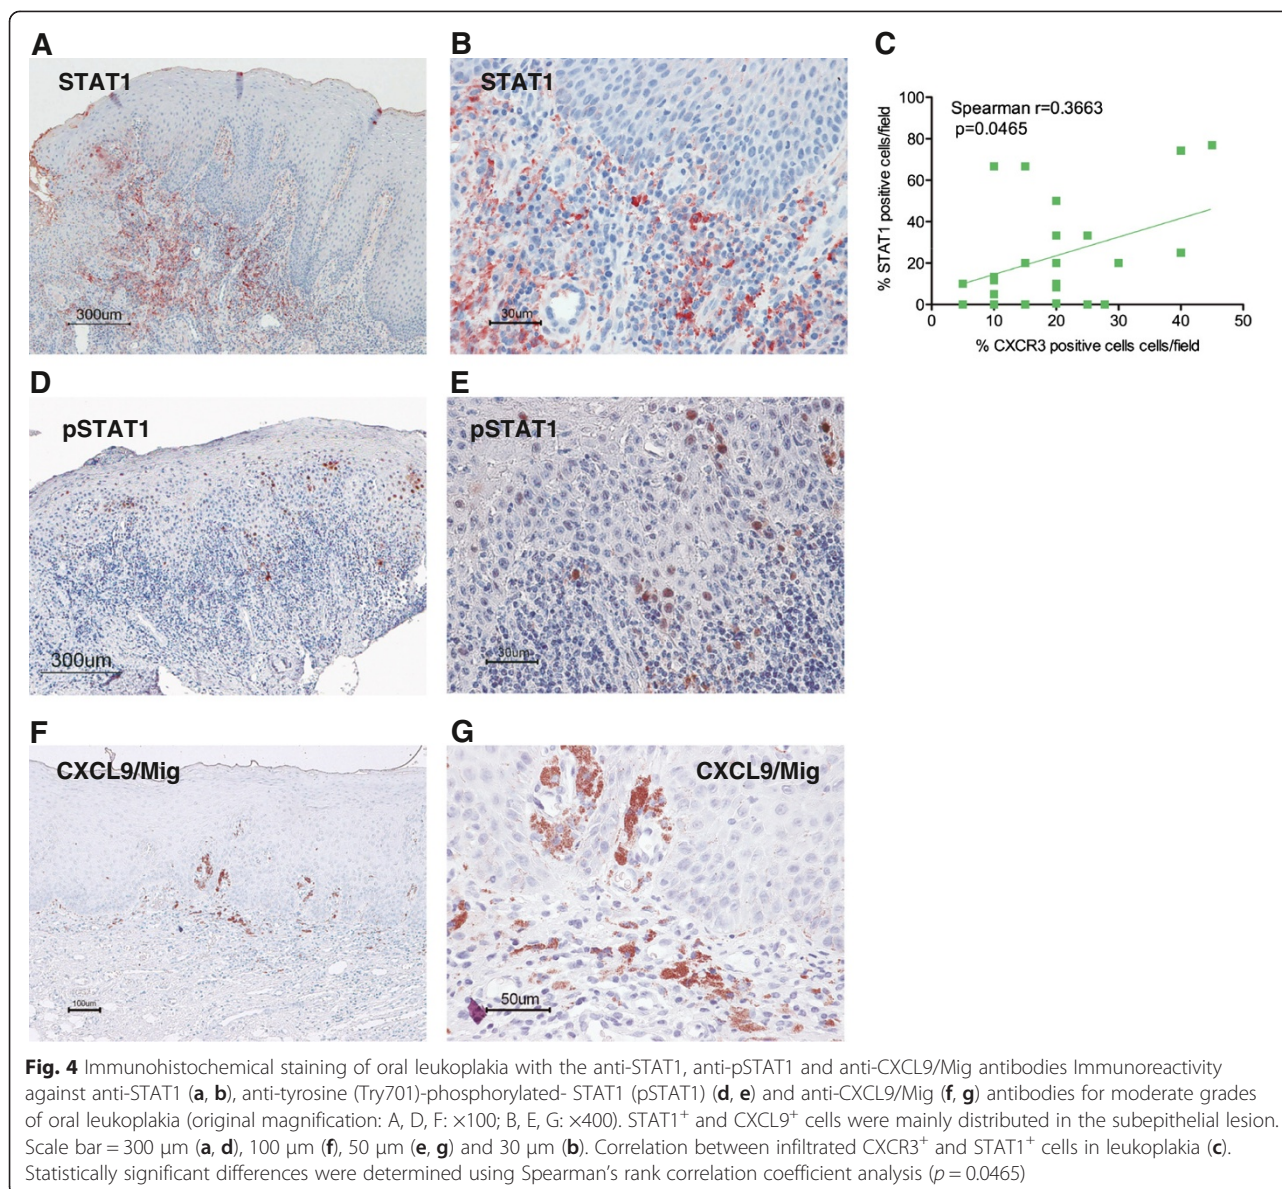 A
STAT1
300um
B
STAT1
30um
C
Spearman r=0.3663
p=0.0465
% STAT1 positive cells/field
100
80
60
40
20
0
0 10 20 30 40 50
% CXCR3 positive cells cells/field
D
pSTAT1
300um
E
pSTAT1
30um
F
CXCL9/Mig
100um
G
CXCL9/Mig
50um
Fig. 4 Immunohistochemical staining of oral leukoplakia with the anti-STAT1, anti-pSTAT1 and anti-CXCL9/Mig antibodies Immunoreactivity
against anti-STAT1 (a, b), anti-tyrosine (Try701)-phosphorylated- STAT1 (pSTAT1) (d, e) and anti-CXCL9/Mig (f, g) antibodies for moderate grades
of oral leukoplakia (original magnification: A, D, F: ×100; B, E, G: ×400). STAT1⁺ and CXCL9⁺ cells were mainly distributed in the subepithelial lesion.
Scale bar = 300 μm (a, d), 100 μm (f), 50 μm (e, g) and 30 μm (b). Correlation between infiltrated CXCR3⁺ and STAT1⁺ cells in leukoplakia (c).
Statistically significant differences were determined using Spearman's rank correlation coefficient analysis (p = 0.0465)